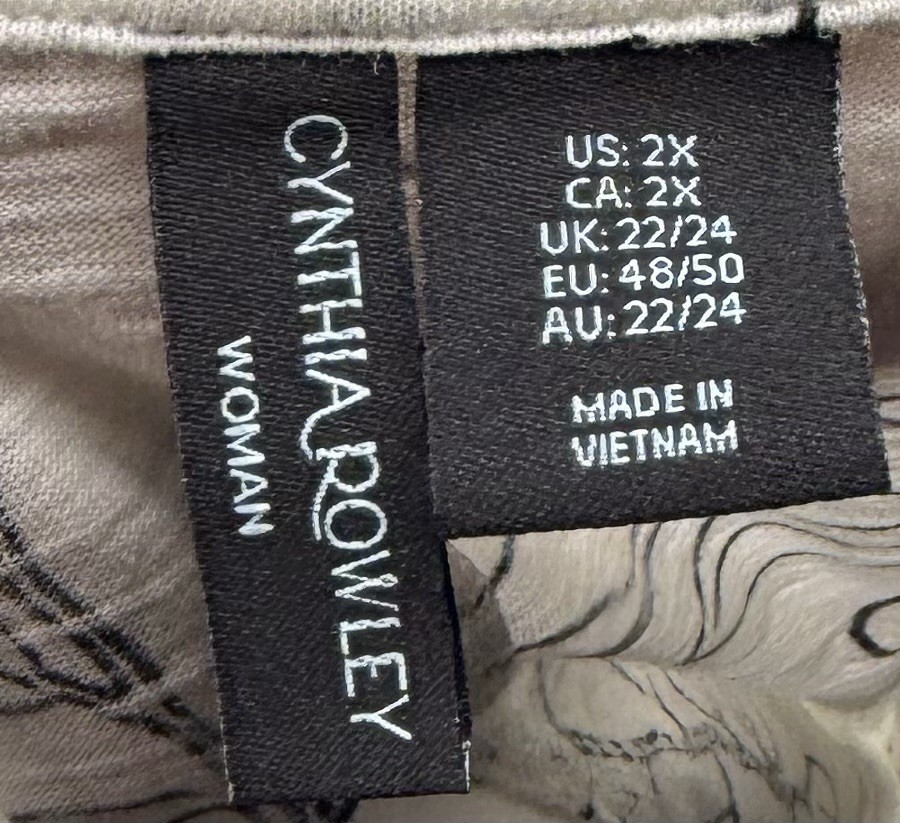 CYNTHIA ROWLEY
WOMAN
US: 2X
CA: 2X
UK: 22/24
EU: 48/50
AU: 22/24
MADE IN
VIETNAM